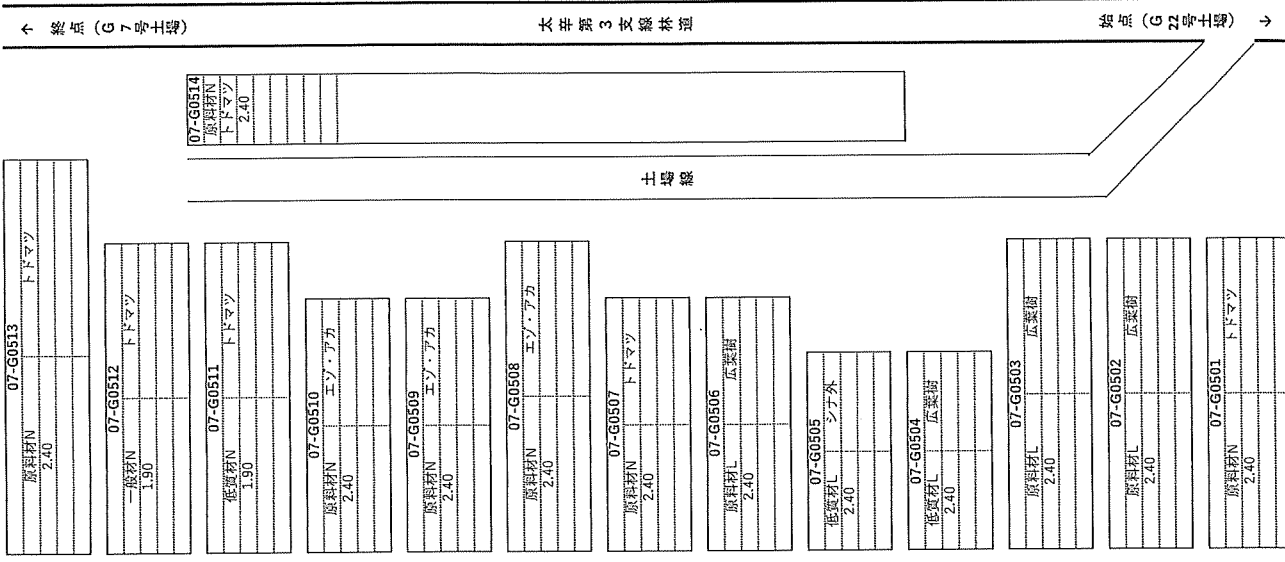 ← 終点 (G 7号土場)
太辛第3支線林道
始点 (G 22号土場) →
07-G0514
原料材N
トドマツ
2.40
土場線
07-G0513
原料材N トドマツ
2.40
07-G0512
一般材N トドマツ
1.90
07-G0511
低質材N トドマツ
1.90
07-G0510
原料材N エゾ・アカ
2.40
07-G0509
原料材N エゾ・アカ
2.40
07-G0508
原料材N エゾ・アカ
2.40
07-G0507
原料材N トドマツ
2.40
07-G0506
原料材L 広葉樹
2.40
07-G0505
低質材L シナ外
2.40
07-G0504
低質材L 広葉樹
2.40
07-G0503
原料材L 広葉樹
2.40
07-G0502
原料材L 広葉樹
2.40
07-G0501
原料材N トドマツ
2.40